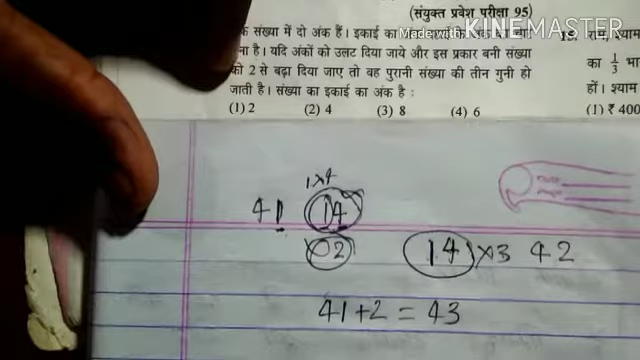 (संयुक्त प्रवेश परीक्षा 95)
Made with KINEMASTER
संख्या में दो अंक हैं। इकाई का
है। यदि अंकों को उलट दिया जाये और इस प्रकार बनी संख्या
को 2 से बढ़ा दिया जाए तो वह पुरानी संख्या की तीन गुनी हो
जाती है। संख्या का इकाई का अंक है :
(1) 2 (2) 4 (3) 8 (4) 6
15. राम, श्याम
का 1/3 भा
हों। श्याम
(1) ₹ 400
1×4
41 14
2
14 ×3 42
41+2 = 43